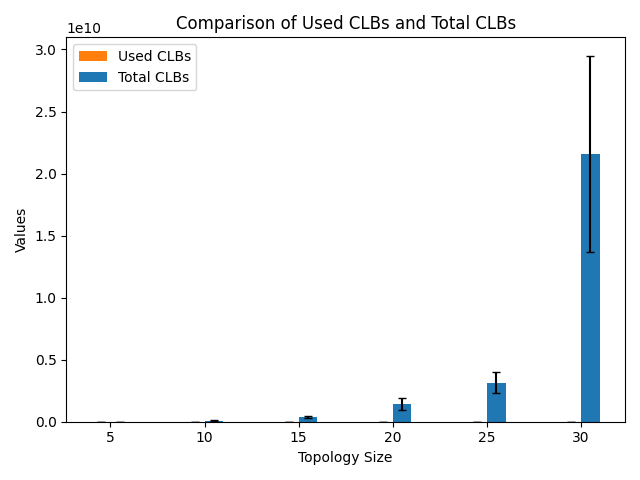 Comparison of Used CLBs and Total CLBs
1e10
Used CLBs
Total CLBs
3.0
2.5
2.0
1.5
1.0
0.5
0.0
Values
5 10 15 20 25 30
Topology Size